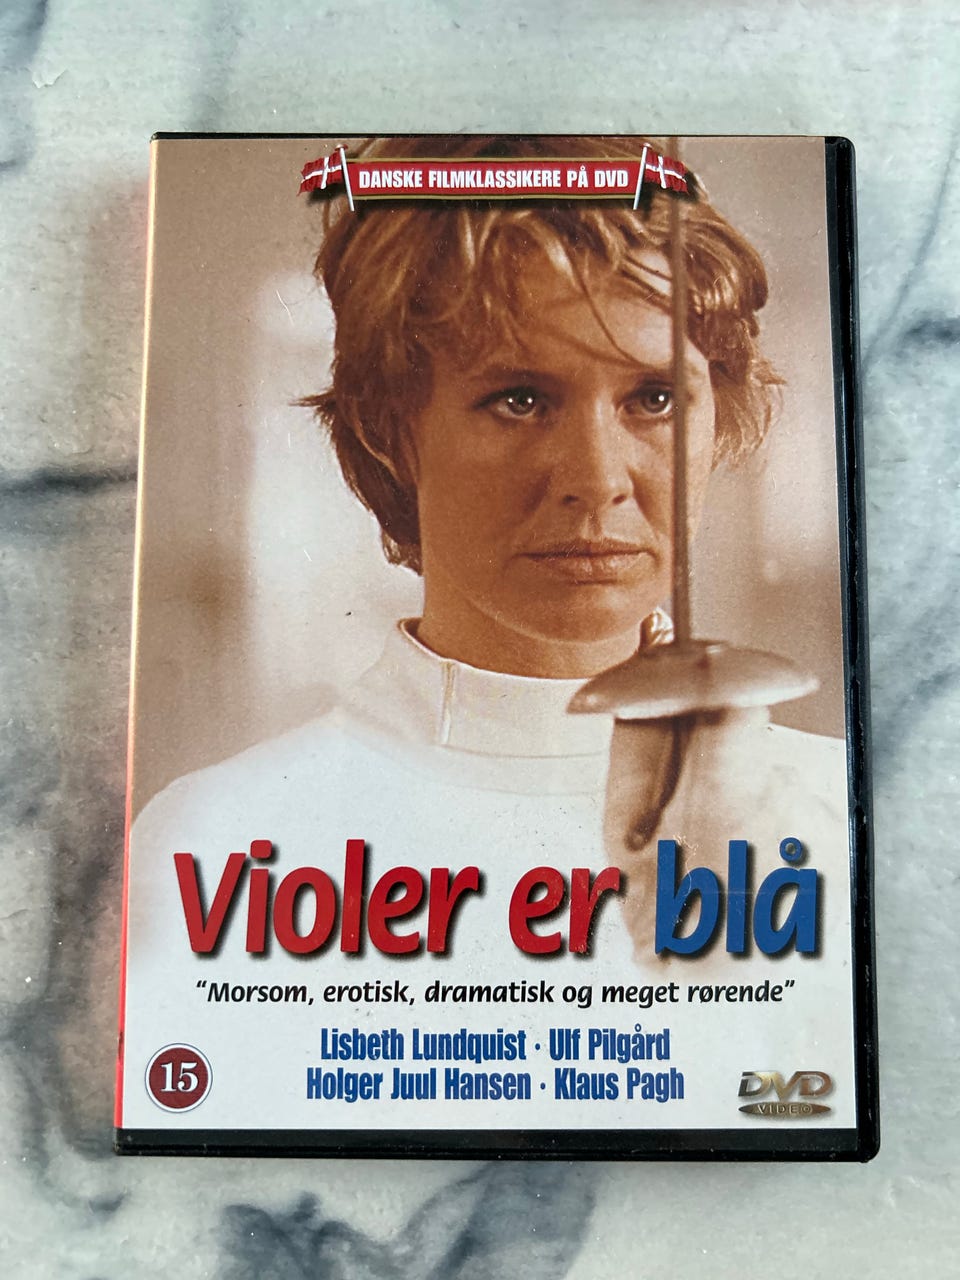 DANSKE FILMKLASSIKERE PÅ DVD
Violer er blå
“Morsom, erotisk, dramatisk og meget rørende”
Lisbeth Lundquist · Ulf Pilgård
Holger Juul Hansen · Klaus Pagh
15
DVD
VIDEO